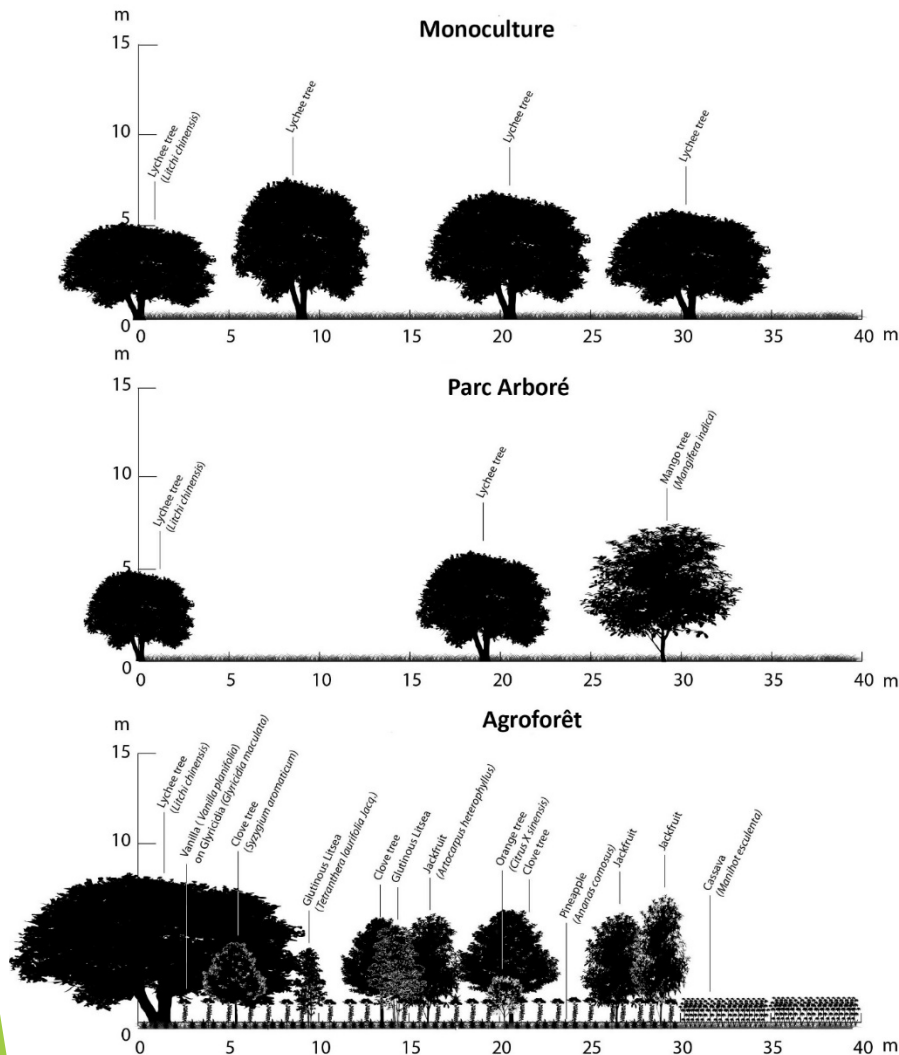 Monoculture
m
15
10
5
0
Lychee tree
(Litchi chinensis)
Lychee tree
Lychee tree
Lychee tree
0 5 10 15 20 25 30 35 40 m
Parc Arboré
m
15
10
5
0
Lychee tree
(Litchi chinensis)
Lychee tree
Mango tree
(Mangifera indica)
0 5 10 15 20 25 30 35 40 m
Agroforêt
m
15
10
5
0
Lychee tree
(Litchi chinensis)
Vanilla ( Vanilla planifolia)
on Glyricidia (Glyricidia maculata)
Clove tree
(Syzygium aromaticum)
Glutinous Litsea
(Tetranthera laurifolia Jacq.)
Clove tree
Glutinous Litsea
Jackfruit
(Artocarpus heterophyllus)
Orange tree
(Citrus X sinensis)
Clove tree
Pineapple
(Ananas comosus)
Jackfruit
Jackfruit
Cassava
(Manihot esculenta)
0 5 10 15 20 25 30 35 40 m